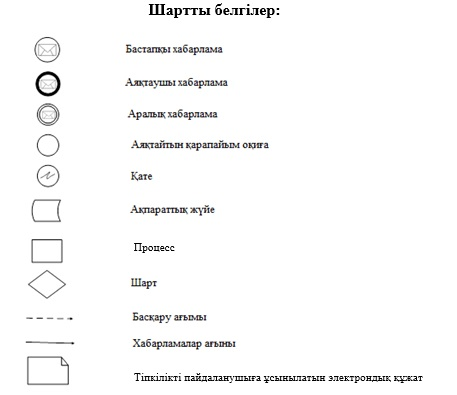 Шартты белгілер:
Бастапқы хабарлама
Аяқтаушы хабарлама
Аралық хабарлама
Аяқтайтын қарапайым оқиға
Қате
Ақпараттық жүйе
Процесс
Шарт
Басқару ағымы
Хабарламалар ағыны
Тіпкілікті пайдаланушыға ұсынылатын электрондық құжат